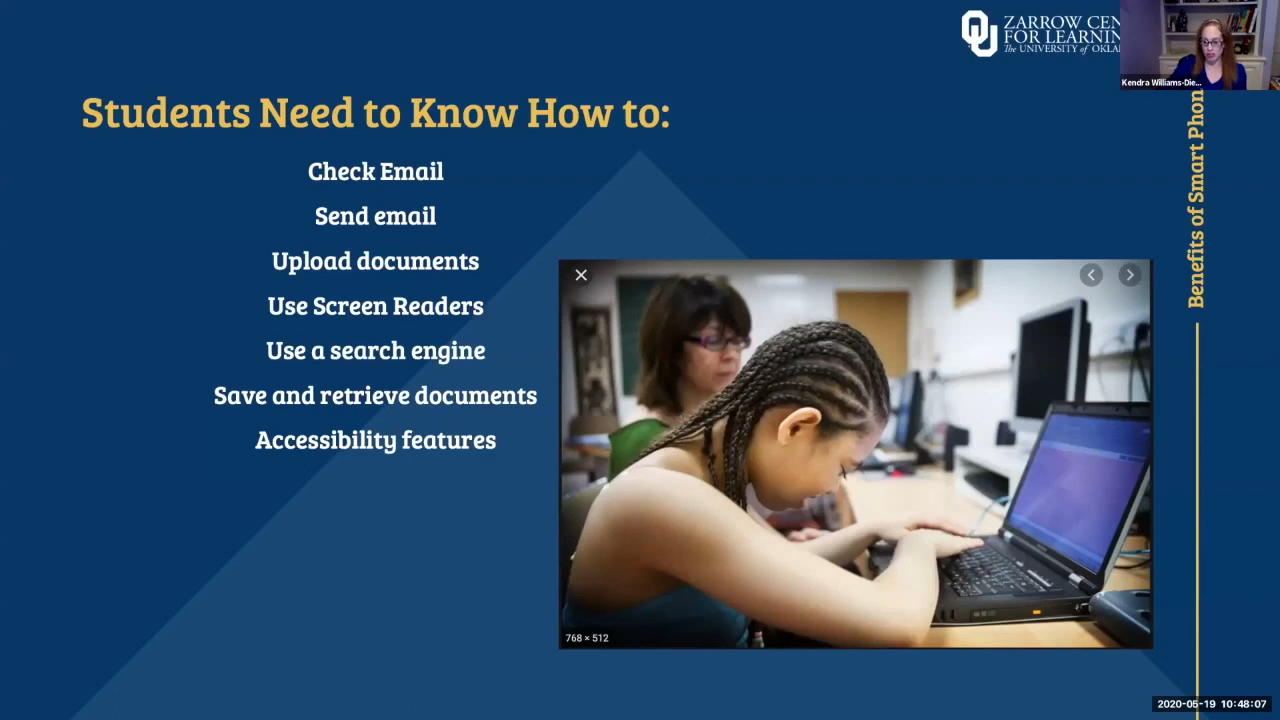 OU
ZARROW CEN
FOR LEARNIN
The UNIVERSITY of OKLA
Kendra Williams-Die...
Students Need to Know How to:
Check Email
Send email
Upload documents
Use Screen Readers
Use a search engine
Save and retrieve documents
Accessibility features
Benefits of Smart Phon
768 × 512
2020-05-19 10:48:07